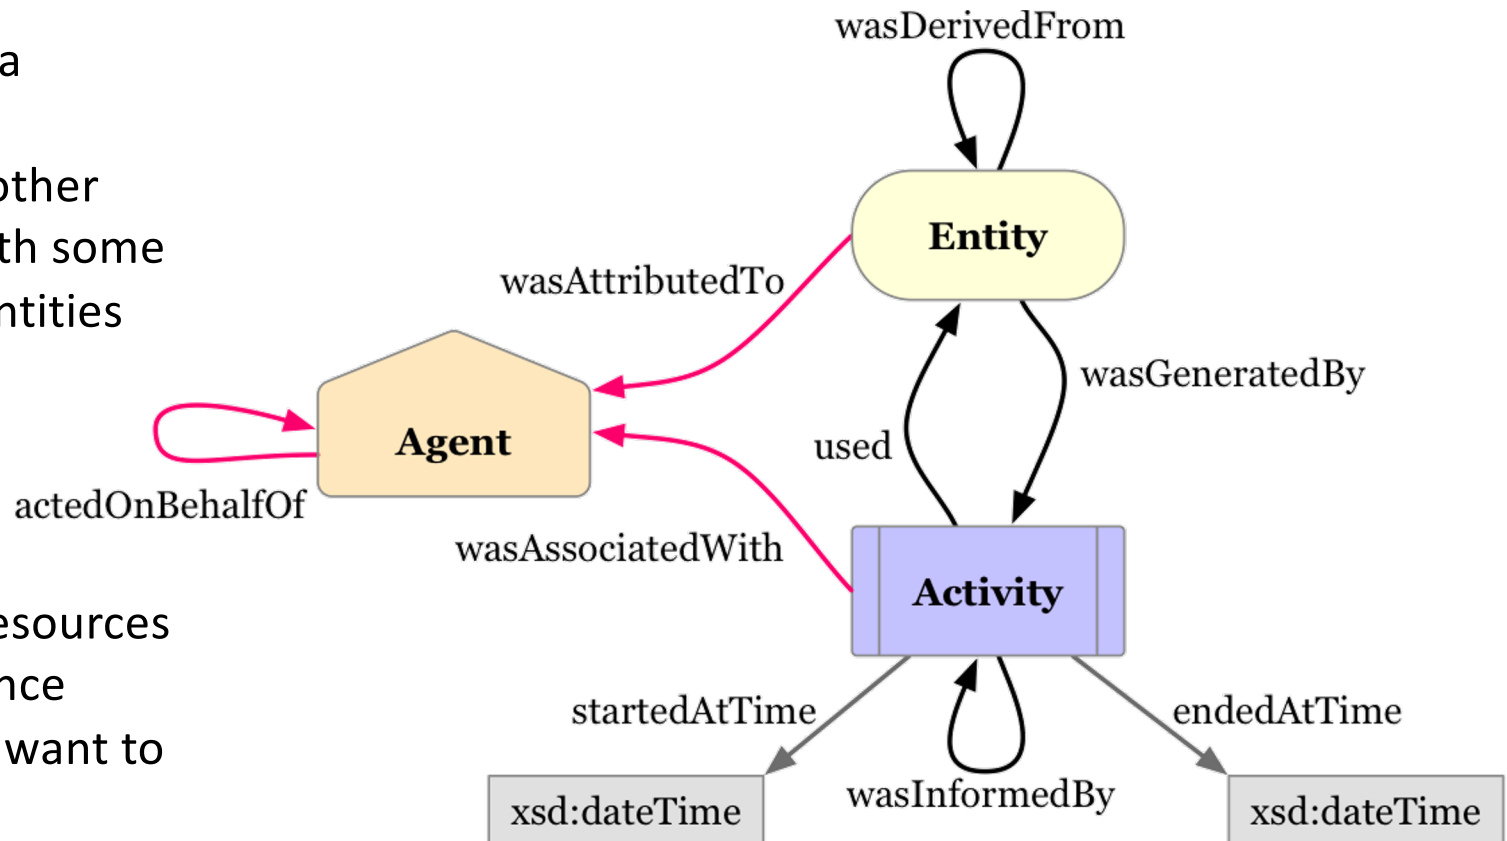 a
other
th some
ntities
esources
nce
want to
wasDerivedFrom
Entity
wasAttributedTo
wasGeneratedBy
used
Agent
actedOnBehalfOf
wasAssociatedWith
Activity
startedAtTime
endedAtTime
wasInformedBy
xsd:dateTime
xsd:dateTime